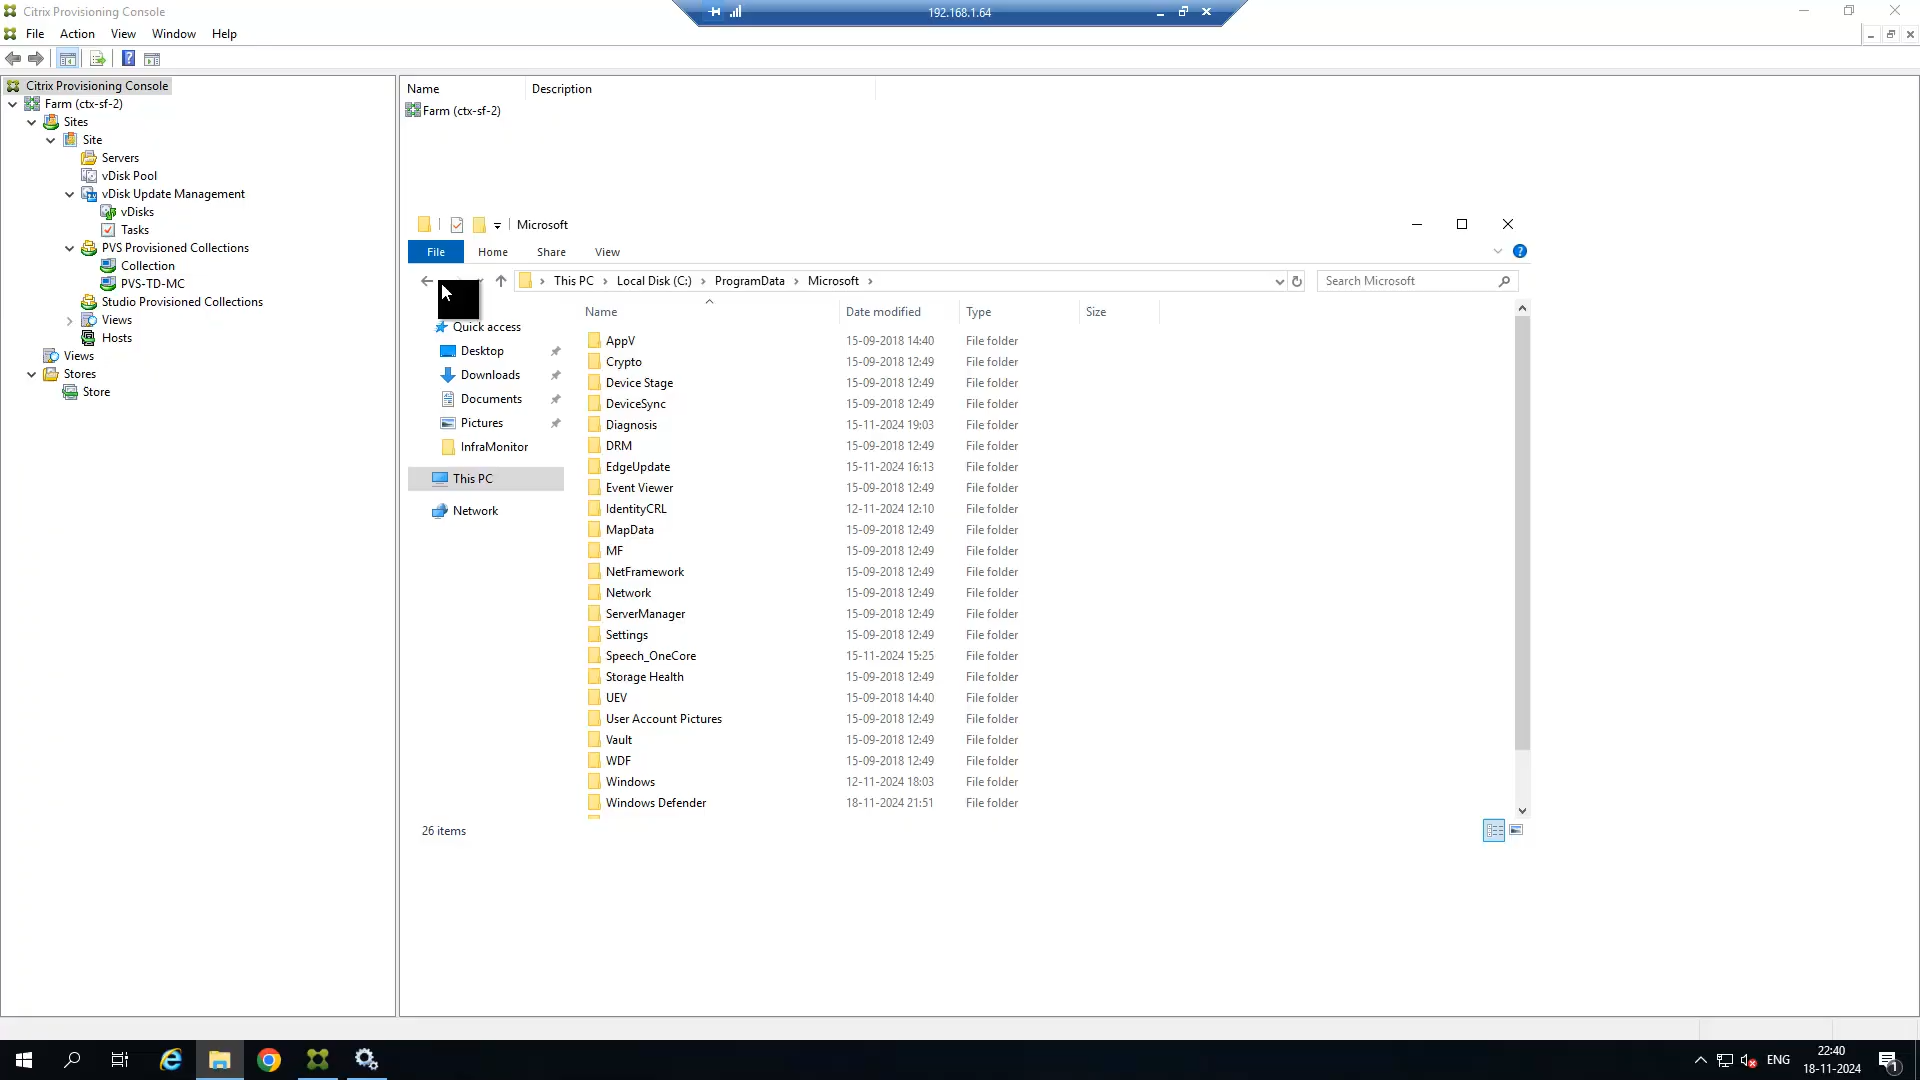 Citrix Provisioning Console
192.168.1.64
File Action View Window Help
Citrix Provisioning Console
Farm (ctx-sf-2)
Sites
Site
Servers
vDisk Pool
vDisk Update Management
vDisks
Tasks
PVS Provisioned Collections
Collection
PVS-TD-MC
Studio Provisioned Collections
Views
Hosts
Views
Stores
Store
Name Description
Farm (ctx-sf-2)
Microsoft
File Home Share View
This PC Local Disk (C:) ProgramData Microsoft
Search Microsoft
Quick access
Desktop
Downloads
Documents
Pictures
InfraMonitor
This PC
Network
Name Date modified Type Size
AppV 15-09-2018 14:40 File folder
Crypto 15-09-2018 12:49 File folder
Device Stage 15-09-2018 12:49 File folder
DeviceSync 15-09-2018 12:49 File folder
Diagnosis 15-11-2024 19:03 File folder
DRM 15-09-2018 12:49 File folder
EdgeUpdate 15-11-2024 16:13 File folder
Event Viewer 15-09-2018 12:49 File folder
IdentityCRL 12-11-2024 12:10 File folder
MapData 15-09-2018 12:49 File folder
MF 15-09-2018 12:49 File folder
NetFramework 15-09-2018 12:49 File folder
Network 15-09-2018 12:49 File folder
ServerManager 15-09-2018 12:49 File folder
Settings 15-09-2018 12:49 File folder
Speech_OneCore 15-11-2024 15:25 File folder
Storage Health 15-09-2018 12:49 File folder
UEV 15-09-2018 14:40 File folder
User Account Pictures 15-09-2018 12:49 File folder
Vault 15-09-2018 12:49 File folder
WDF 15-09-2018 12:49 File folder
Windows 12-11-2024 18:03 File folder
Windows Defender 18-11-2024 21:51 File folder
26 items
ENG
22:40
18-11-2024
1